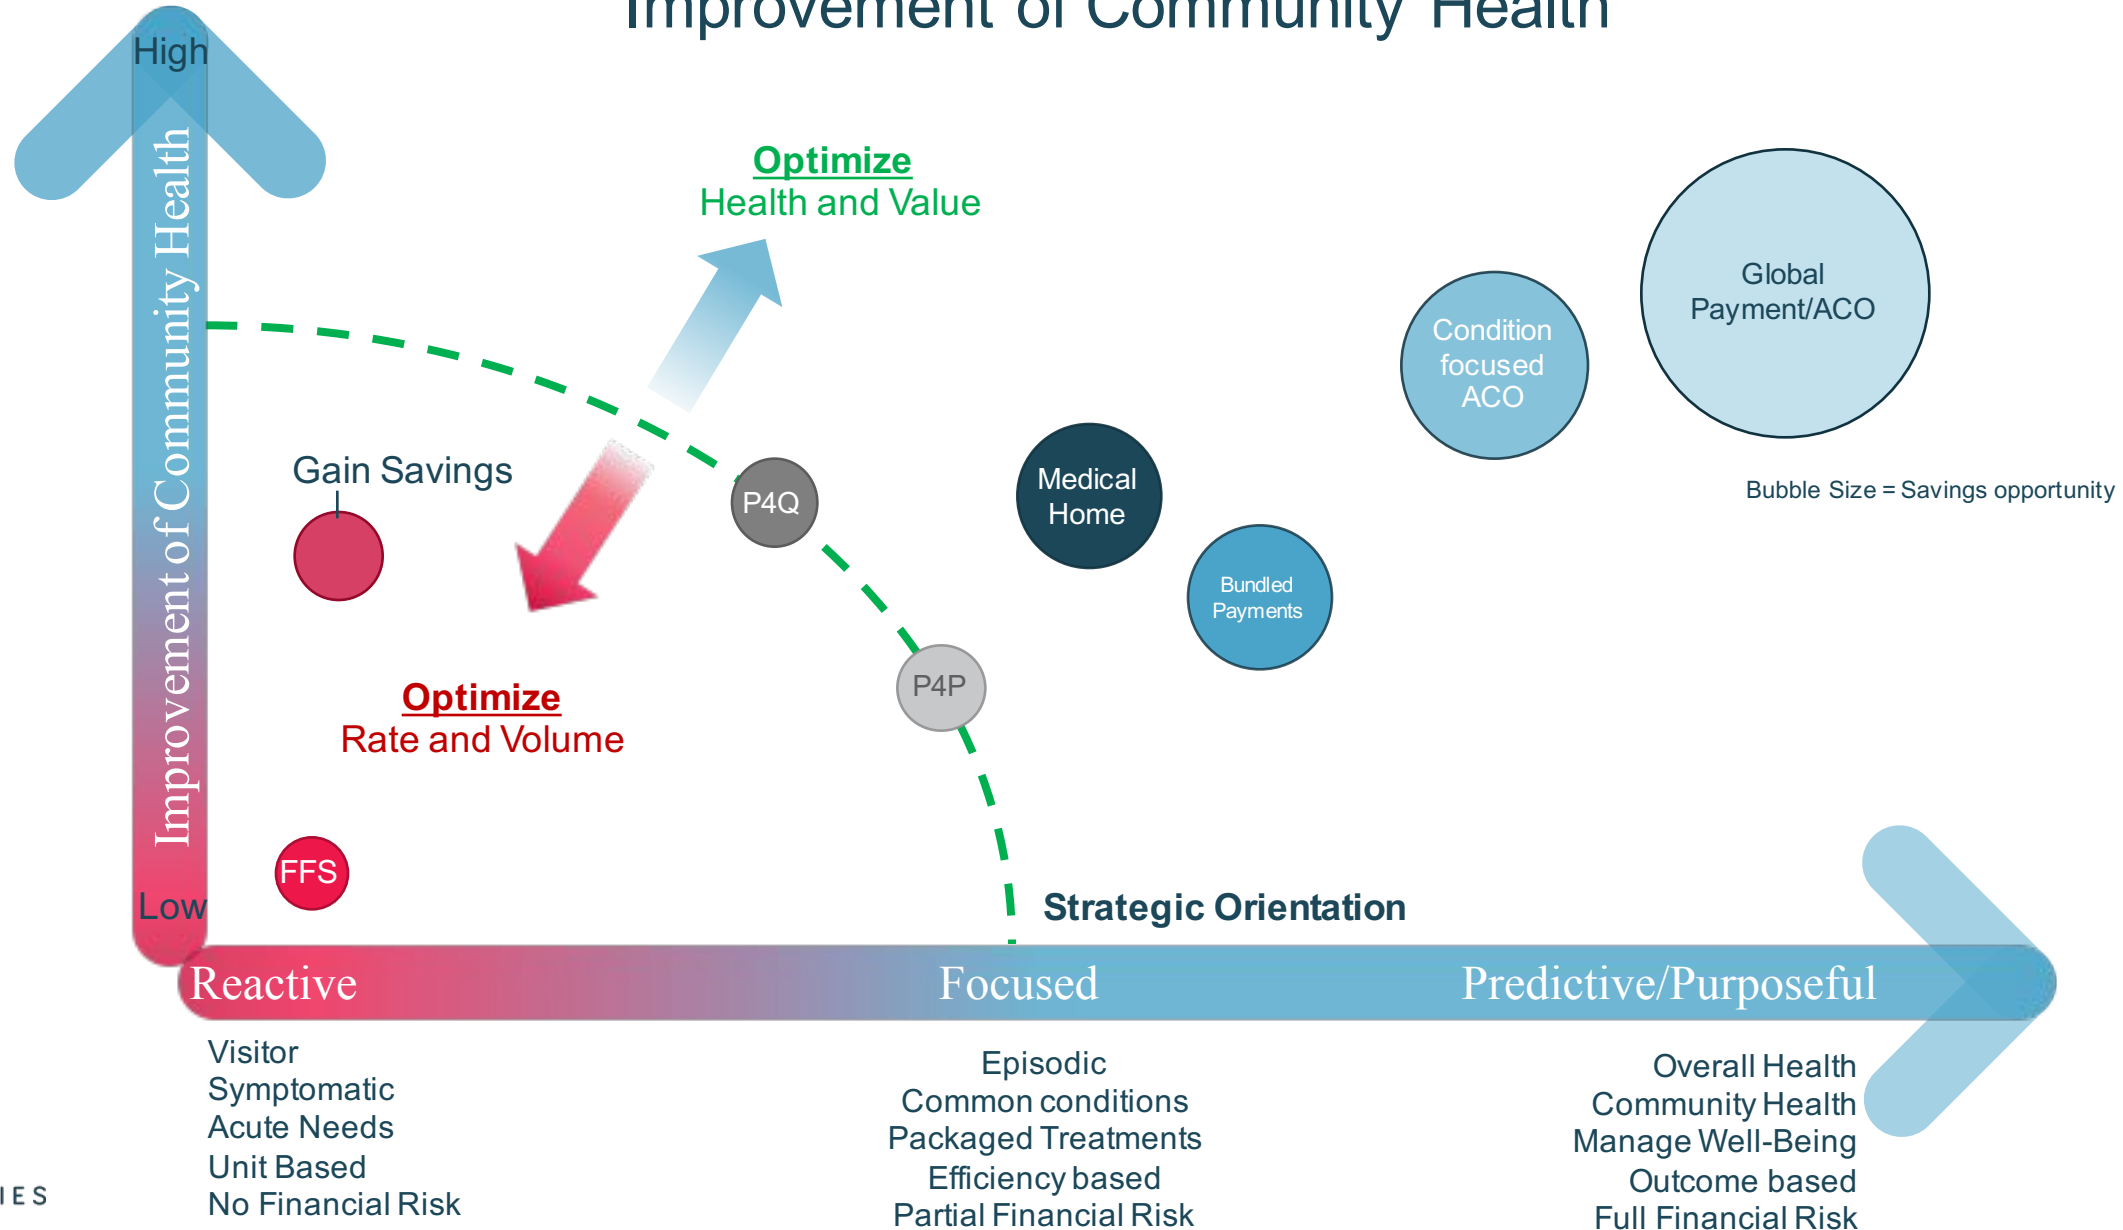 Improvement of Community Health
High
Improvement of Community Health
Low
Optimize
Health and Value
Global
Payment/ACO
Condition
focused
ACO
Bubble Size = Savings opportunity
Gain Savings
P4Q
Medical
Home
Bundled
Payments
P4P
Optimize
Rate and Volume
FFS
Strategic Orientation
Reactive
Focused
Predictive/Purposeful
Visitor
Symptomatic
Acute Needs
Unit Based
No Financial Risk
Episodic
Common conditions
Packaged Treatments
Efficiency based
Partial Financial Risk
Overall Health
Community Health
Manage Well-Being
Outcome based
Full Financial Risk
IES